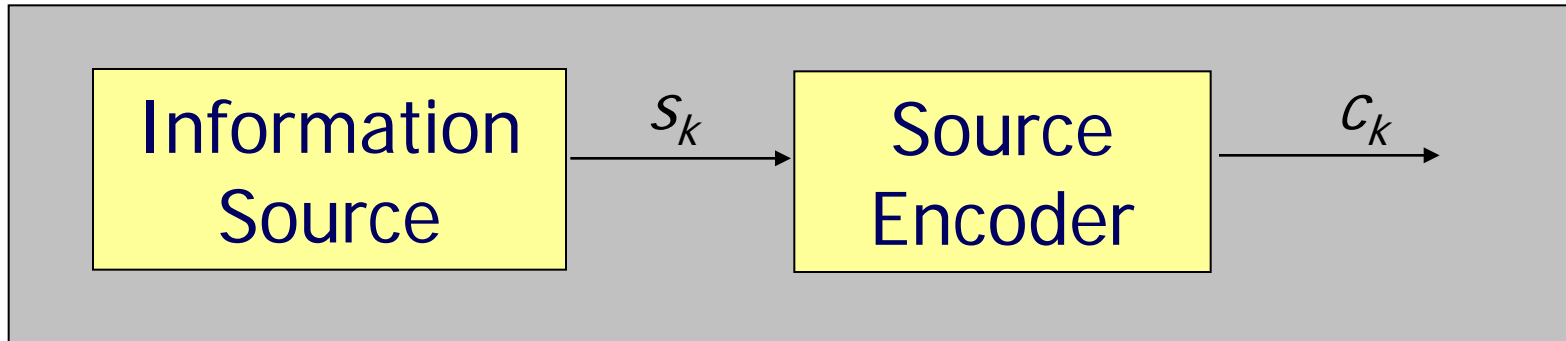 Information
Source
s_k
Source
Encoder
c_k